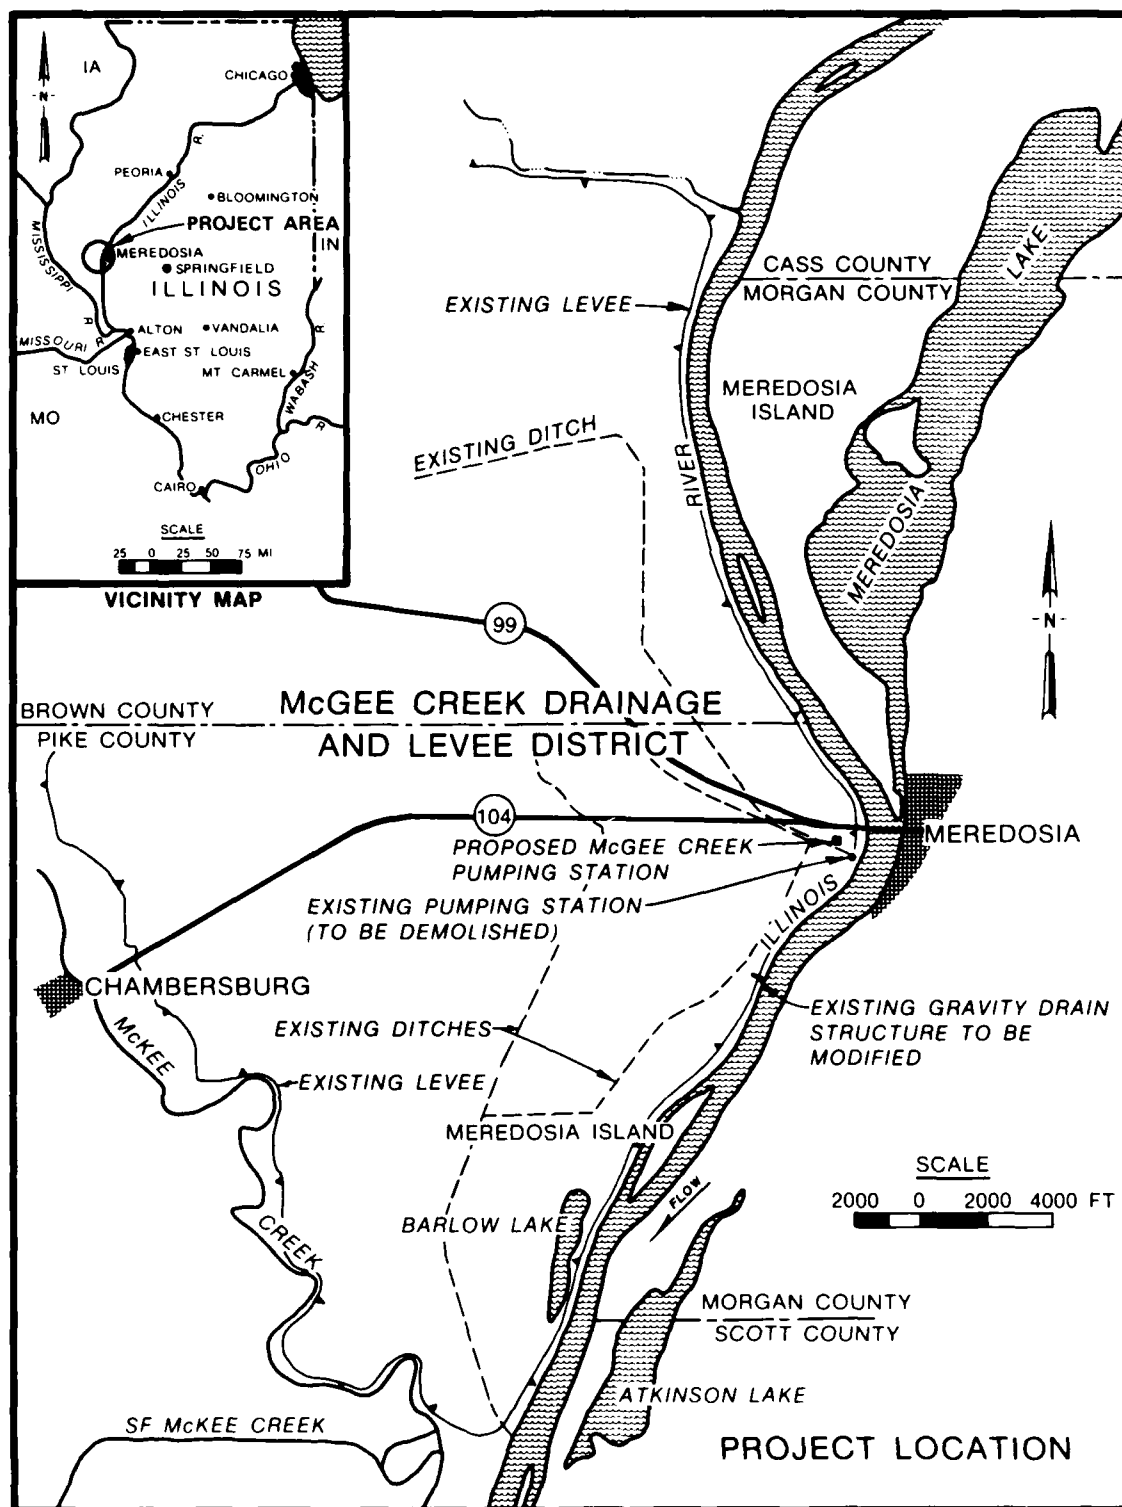 IA
-N-
CHICAGO
PEORIA
ILLINOIS
R.
BLOOMINGTON
PROJECT AREA
IN
MEREDOSIA
SPRINGFIELD
ILLINOIS
MISSISSIPPI
R
ALTON
VANDALIA
MISSOURI R
EAST ST LOUIS
ST LOUIS
MT CARMEL
WABASH
R
MO
CHESTER
OHIO
R
CAIRO
SCALE
25 0 25 50 75 MI
VICINITY MAP
CASS COUNTY
MORGAN COUNTY
LAKE
EXISTING LEVEE
MEREDOSIA
ISLAND
EXISTING DITCH
RIVER
MEREDOSIA
-N-
99
BROWN COUNTY
PIKE COUNTY
McGEE CREEK DRAINAGE
AND LEVEE DISTRICT
104
MEREDOSIA
PROPOSED McGEE CREEK
PUMPING STATION
EXISTING PUMPING STATION
(TO BE DEMOLISHED)
ILLINOIS
CHAMBERSBURG
EXISTING GRAVITY DRAIN
STRUCTURE TO BE
MODIFIED
McKEE
EXISTING DITCHES
EXISTING LEVEE
MEREDOSIA ISLAND
SCALE
2000 0 2000 4000 FT
FLOW
BARLOW LAKE
CREEK
MORGAN COUNTY
SCOTT COUNTY
ATKINSON LAKE
SF McKEE CREEK
PROJECT LOCATION